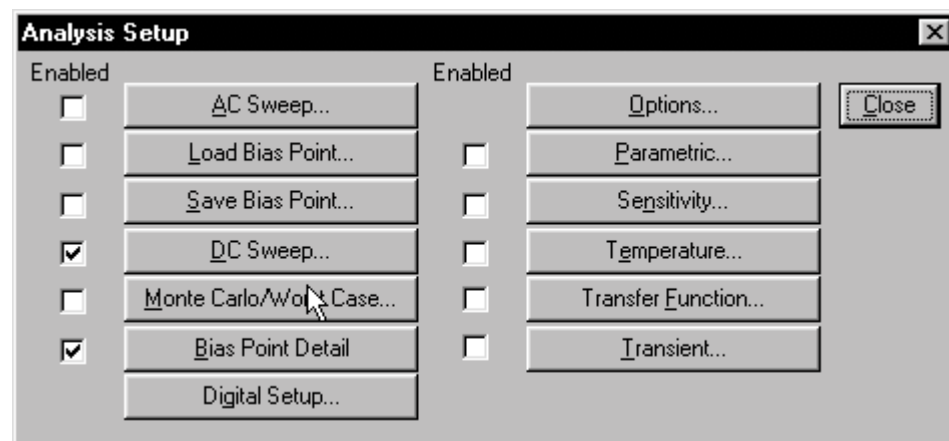 Analysis Setup
Enabled
Enabled
AC Sweep...
Options...
Close
Load Bias Point...
Parametric...
Save Bias Point...
Sensitivity...
DC Sweep...
Temperature...
Monte Carlo/Worst Case...
Transfer Function...
Bias Point Detail
Transient...
Digital Setup...